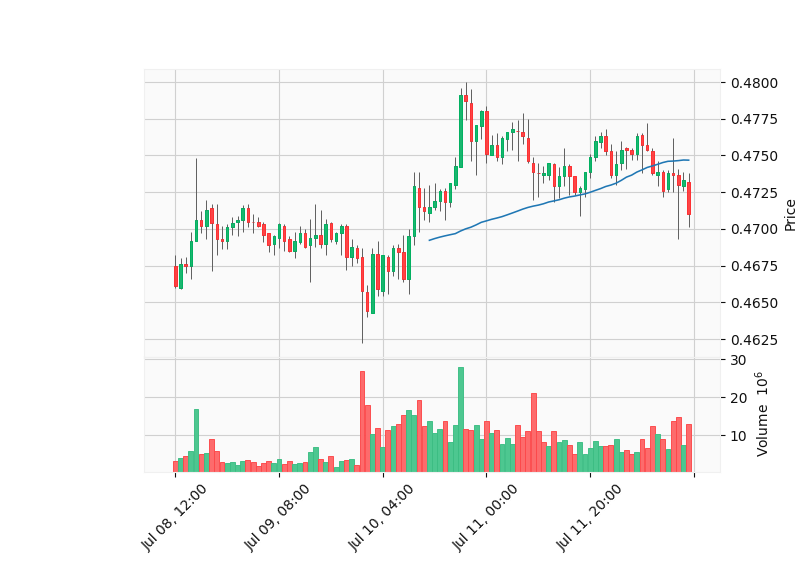 0.4800
0.4775
0.4750
0.4725
0.4700
0.4675
0.4650
0.4625
Price
30
20
10
Volume 10⁶
Jul 08, 12:00
Jul 09, 08:00
Jul 10, 04:00
Jul 11, 00:00
Jul 11, 20:00